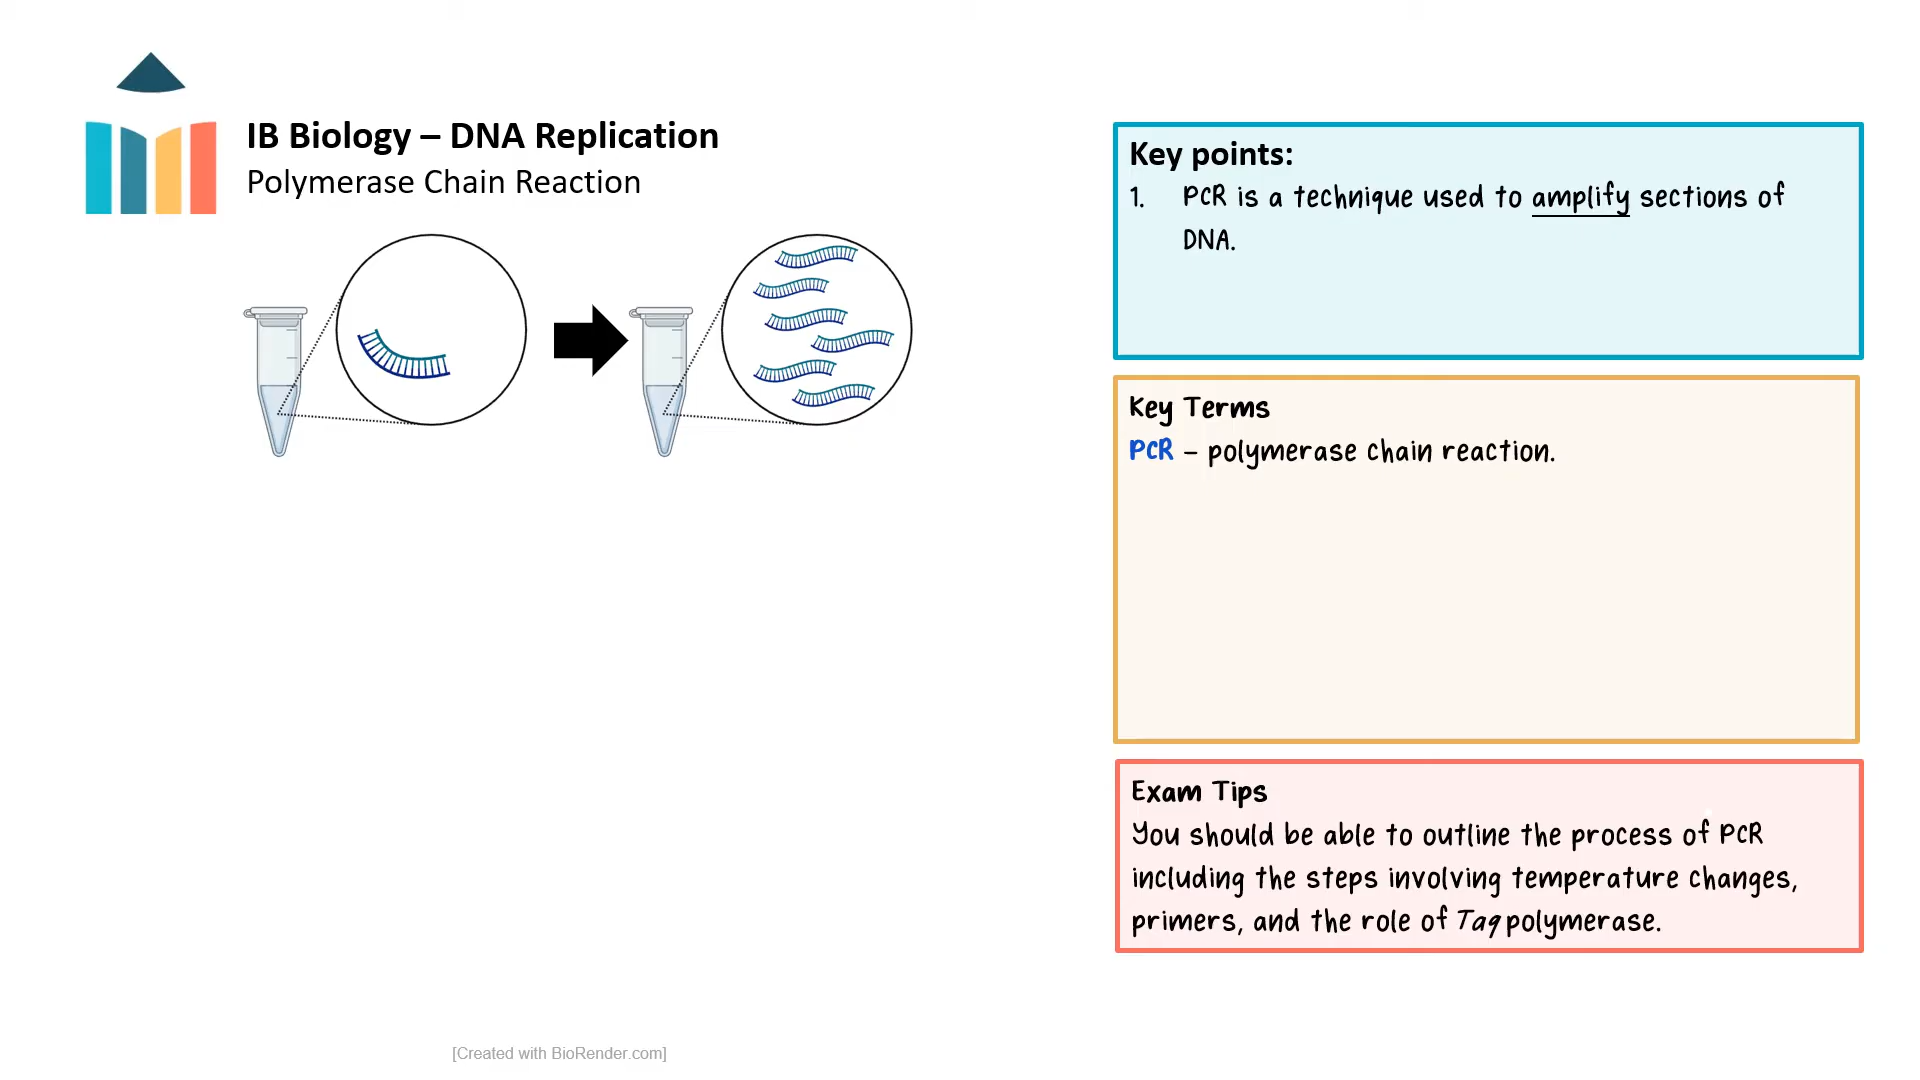 IB Biology – DNA Replication
Polymerase Chain Reaction
Key points:
1. PCR is a technique used to amplify sections of
DNA.
Key Terms
PCR – polymerase chain reaction.
Exam Tips
You should be able to outline the process of PCR
including the steps involving temperature changes,
primers, and the role of Taq polymerase.
[Created with BioRender.com]